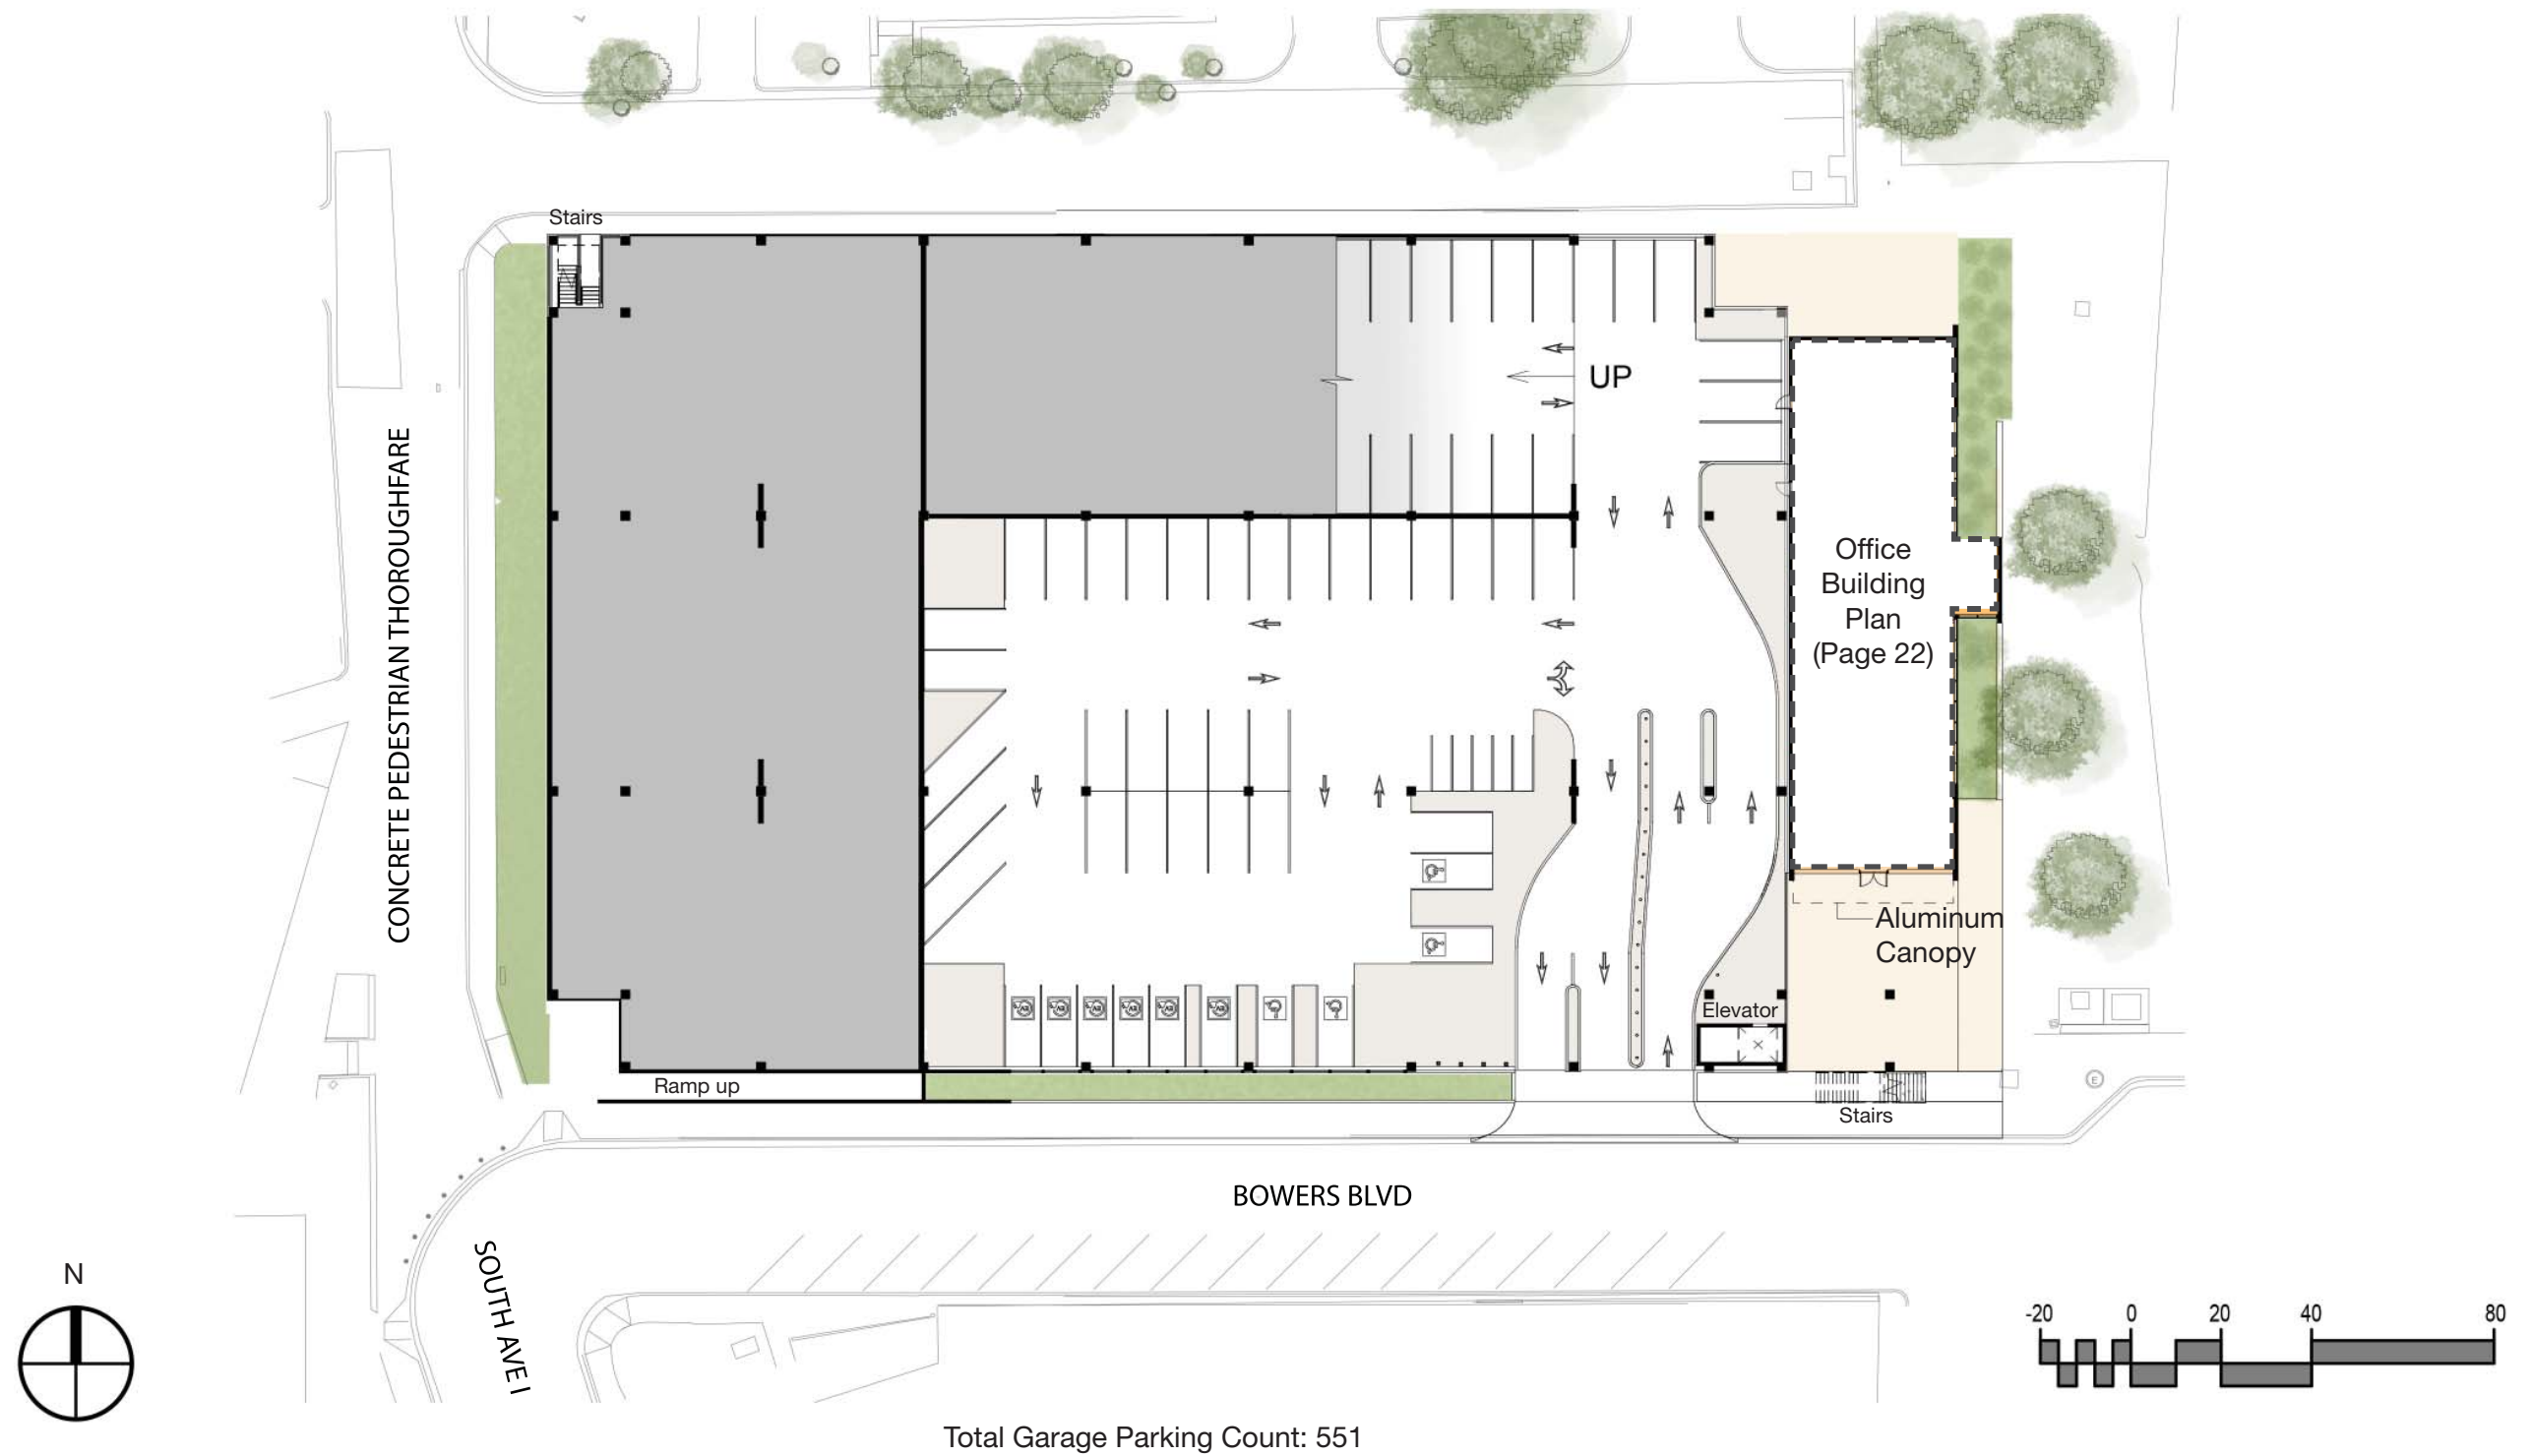 Stairs
UP
CONCRETE PEDESTRIAN THOROUGHFARE
Office
Building
Plan
(Page 22)
Aluminum
Canopy
Elevator
Ramp up
Stairs
E
BOWERS BLVD
SOUTH AVE I
N
-20 0 20 40 80
Total Garage Parking Count: 551